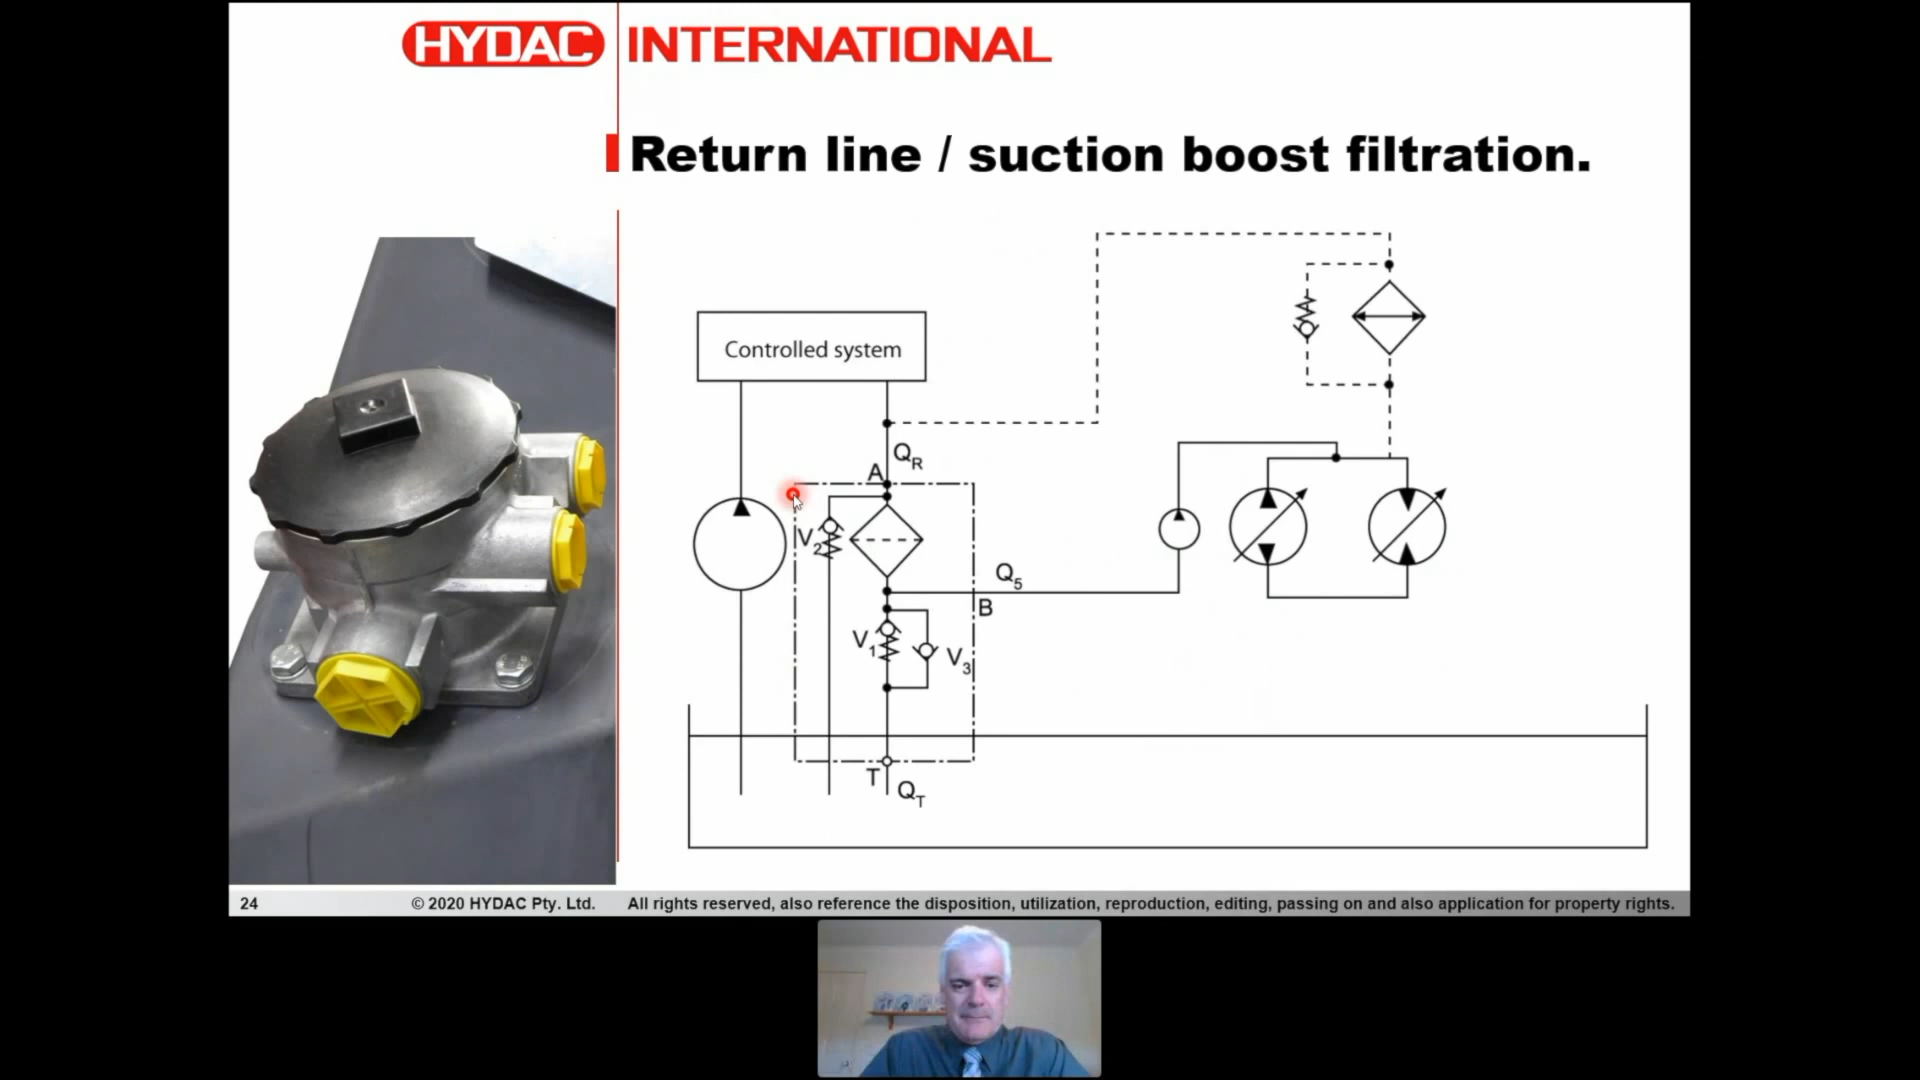 HYDAC INTERNATIONAL
Return line / suction boost filtration.
Controlled system
QR
A
V2
Q5
B
V1
V3
T
QT
24 © 2020 HYDAC Pty. Ltd. All rights reserved, also reference the disposition, utilization, reproduction, editing, passing on and also application for property rights.